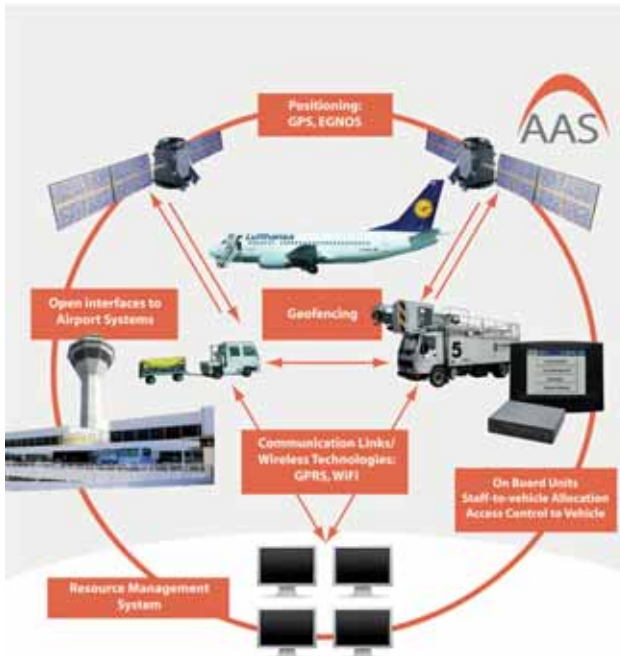 Positioning:
GPS, EGNOS
AAS
Lufthansa
Open interfaces to
Airport Systems
Geofencing
5
Communication Links/
Wireless Technologies:
GPRS, WiFi
On Board Units
Staff-to-vehicle Allocation
Access Control to Vehicle
Resource Management
System